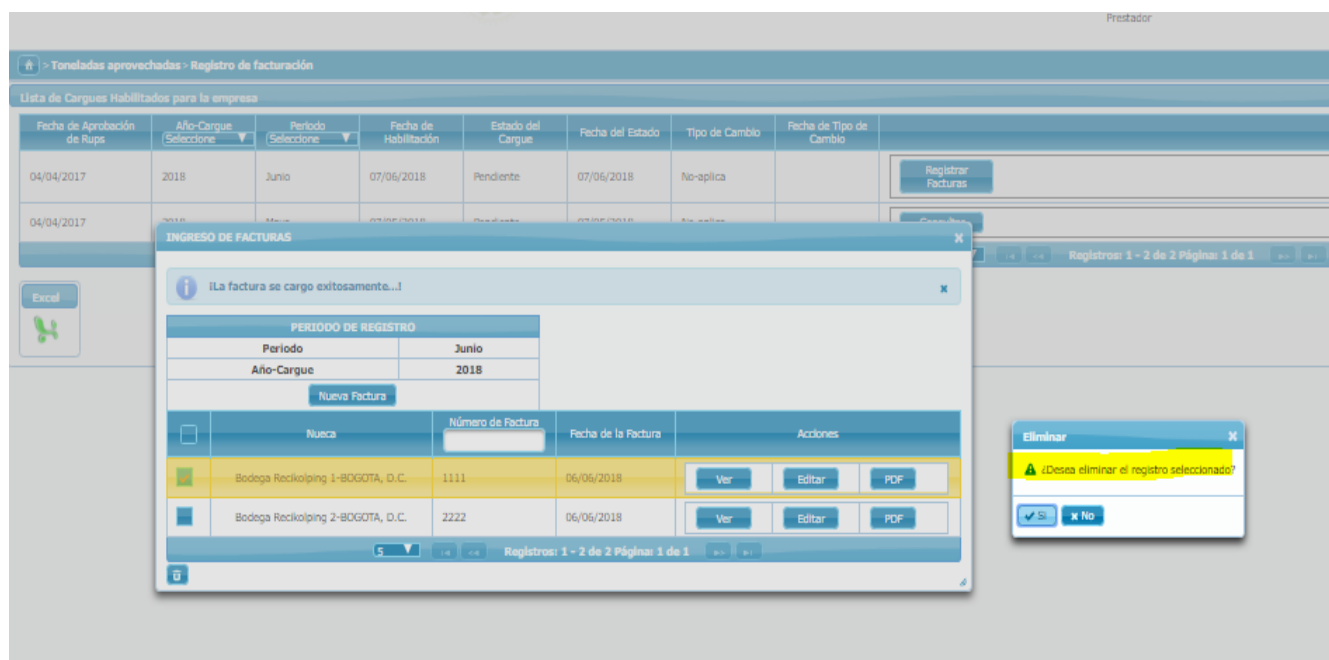 Prestador
> Toneladas aprovechadas > Registro de facturación
Lista de Cargues Habilitados para la empresa
Fecha de Aprobación de Rups Año-Cargue Seleccione Periodo Seleccione Fecha de Habilitación Estado del Cargue Fecha del Estado Tipo de Cambio Fecha de Tipo de Cambio
04/04/2017 2018 Junio 07/06/2018 Pendiente 07/06/2018 No-aplica Registrar Facturas
04/04/2017
INGRESO DE FACTURAS x
Registros: 1 - 2 de 2 Página: 1 de 1
Excel
¡La factura se cargo exitosamente...! x
PERIODO DE REGISTRO
Periodo Junio
Año-Cargue 2018
Nueva Factura
Nueca Número de Factura Fecha de la Factura Acciones
Bodega Recikolping 1-BOGOTA, D.C. 1111 06/06/2018 Ver Editar PDF
Bodega Recikolping 2-BOGOTA, D.C. 2222 06/06/2018 Ver Editar PDF
5 Registros: 1 - 2 de 2 Página: 1 de 1
Eliminar x
¿Desea eliminar el registro seleccionado?
Si x No